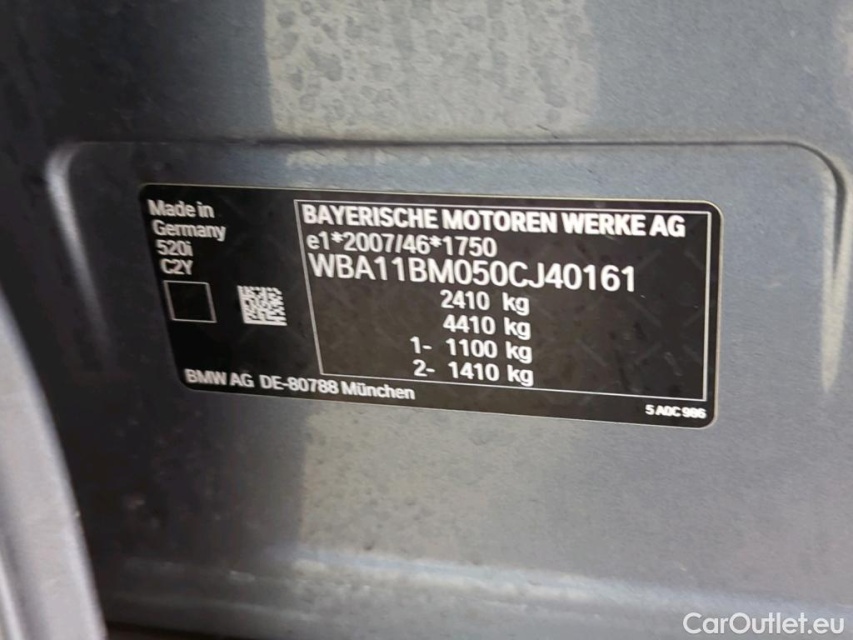 Made in
Germany
520i
C2Y
BAYERISCHE MOTOREN WERKE AG
e1*2007/46*1750
WBA11BM050CJ40161
2410 kg
4410 kg
1- 1100 kg
2- 1410 kg
BMW AG DE-80788 München
5 A0C 986
CarOutlet.eu